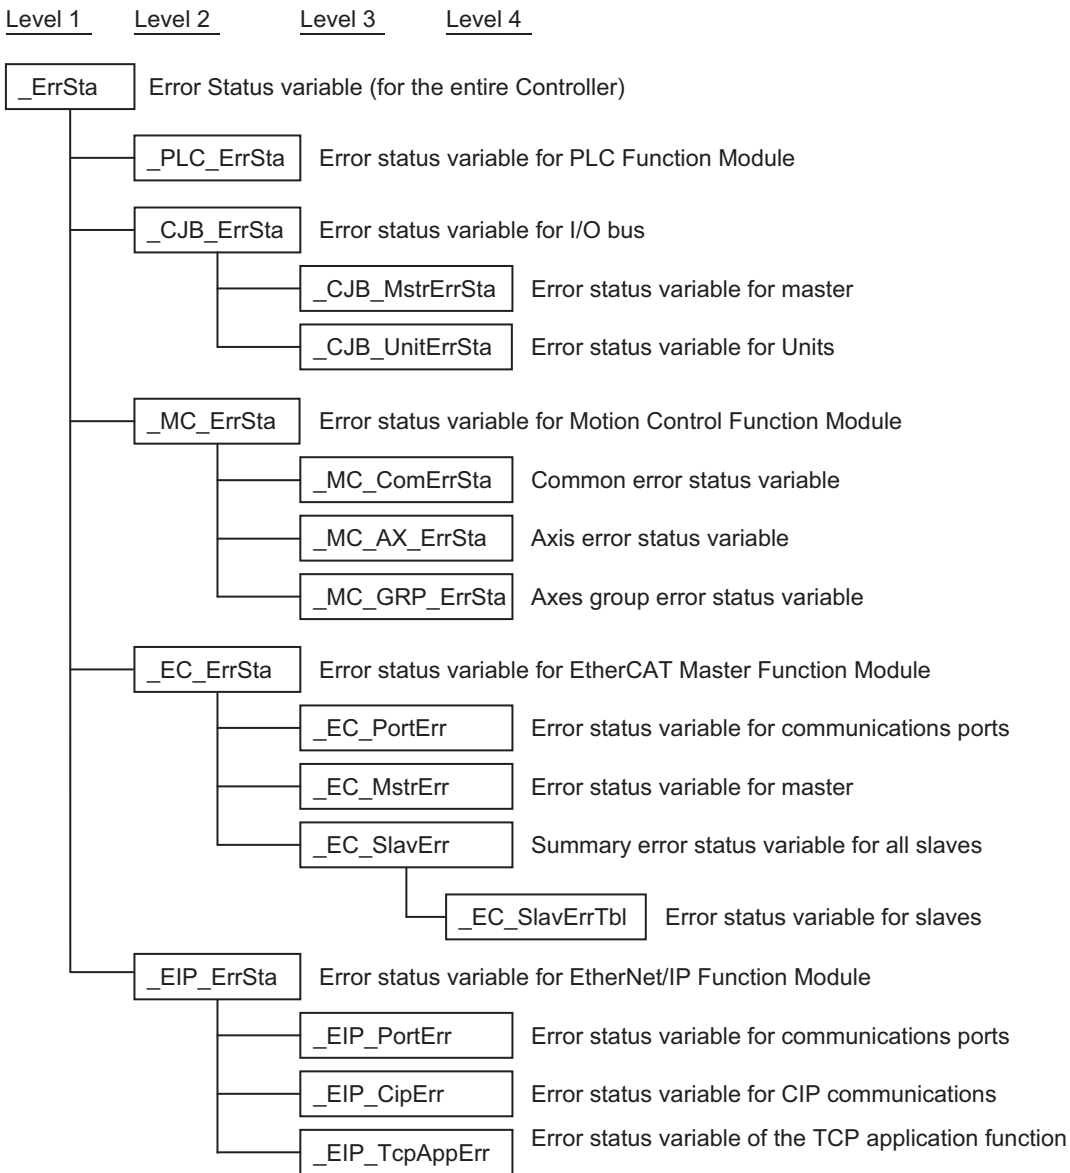 Level 1 Level 2 Level 3 Level 4
_ErrSta Error Status variable (for the entire Controller)
_PLC_ErrSta Error status variable for PLC Function Module
_CJB_ErrSta Error status variable for I/O bus
_CJB_MstrErrSta Error status variable for master
_CJB_UnitErrSta Error status variable for Units
_MC_ErrSta Error status variable for Motion Control Function Module
_MC_ComErrSta Common error status variable
_MC_AX_ErrSta Axis error status variable
_MC_GRP_ErrSta Axes group error status variable
_EC_ErrSta Error status variable for EtherCAT Master Function Module
_EC_PortErr Error status variable for communications ports
_EC_MstrErr Error status variable for master
_EC_SlavErr Summary error status variable for all slaves
_EC_SlavErrTbl Error status variable for slaves
_EIP_ErrSta Error status variable for EtherNet/IP Function Module
_EIP_PortErr Error status variable for communications ports
_EIP_CipErr Error status variable for CIP communications
_EIP_TcpAppErr Error status variable of the TCP application function